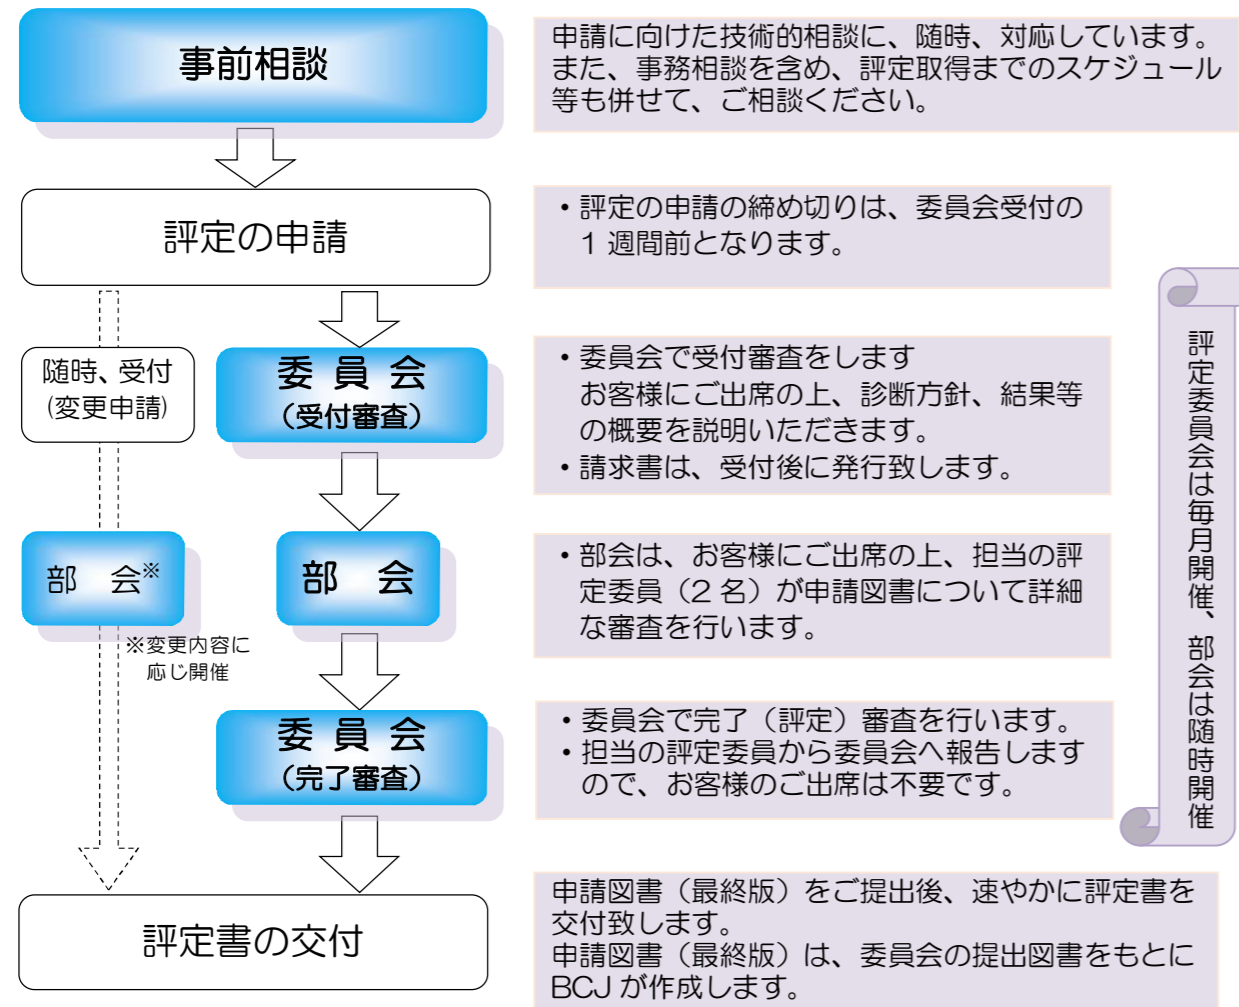 事前相談
申請に向けた技術的相談に、随時、対応しています。
また、事務相談を含め、評定取得までのスケジュール
等も併せて、ご相談ください。
評定の申請
・評定の申請の締め切りは、委員会受付の
1 週間前となります。
随時、受付
(変更申請)
委 員 会
（受付審査）
・委員会で受付審査をします
お客様にご出席の上、診断方針、結果等
の概要を説明いただきます。
・請求書は、受付後に発行致します。
部 会※
※変更内容に
応じ開催
部 会
・部会は、お客様にご出席の上、担当の評
定委員（2 名）が申請図書について詳細
な審査を行います。
委 員 会
（完了審査）
・委員会で完了（評定）審査を行います。
・担当の評定委員から委員会へ報告します
ので、お客様のご出席は不要です。
評定書の交付
申請図書（最終版）をご提出後、速やかに評定書を
交付致します。
申請図書（最終版）は、委員会の提出図書をもとに
BCJ が作成します。
評定委員会は毎月開催、部会は随時開催